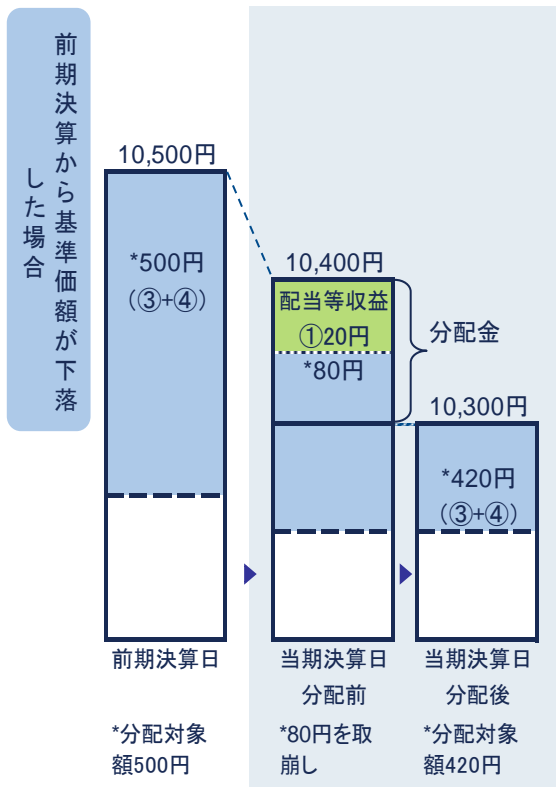 前期決算から基準価額が下落
した場合
10,500円
*500円
（③+④）
10,400円
配当等収益
①20円
*80円
分配金
10,300円
*420円
（③+④）
前期決算日
当期決算日
分配前
当期決算日
分配後
*分配対象
額500円
*80円を取
崩し
*分配対象
額420円